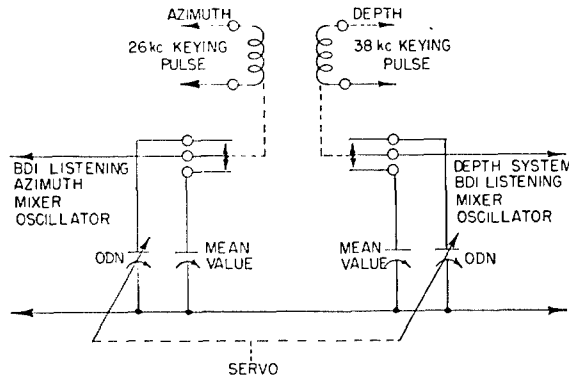 AZIMUTH
DEPTH
26 kc KEYING
PULSE
38 kc KEYING
PULSE
BDI LISTENING
AZIMUTH
MIXER
OSCILLATOR
DEPTH SYSTEM
BDI LISTENING
MIXER
OSCILLATOR
ODN
MEAN
VALUE
MEAN
VALUE
ODN
SERVO